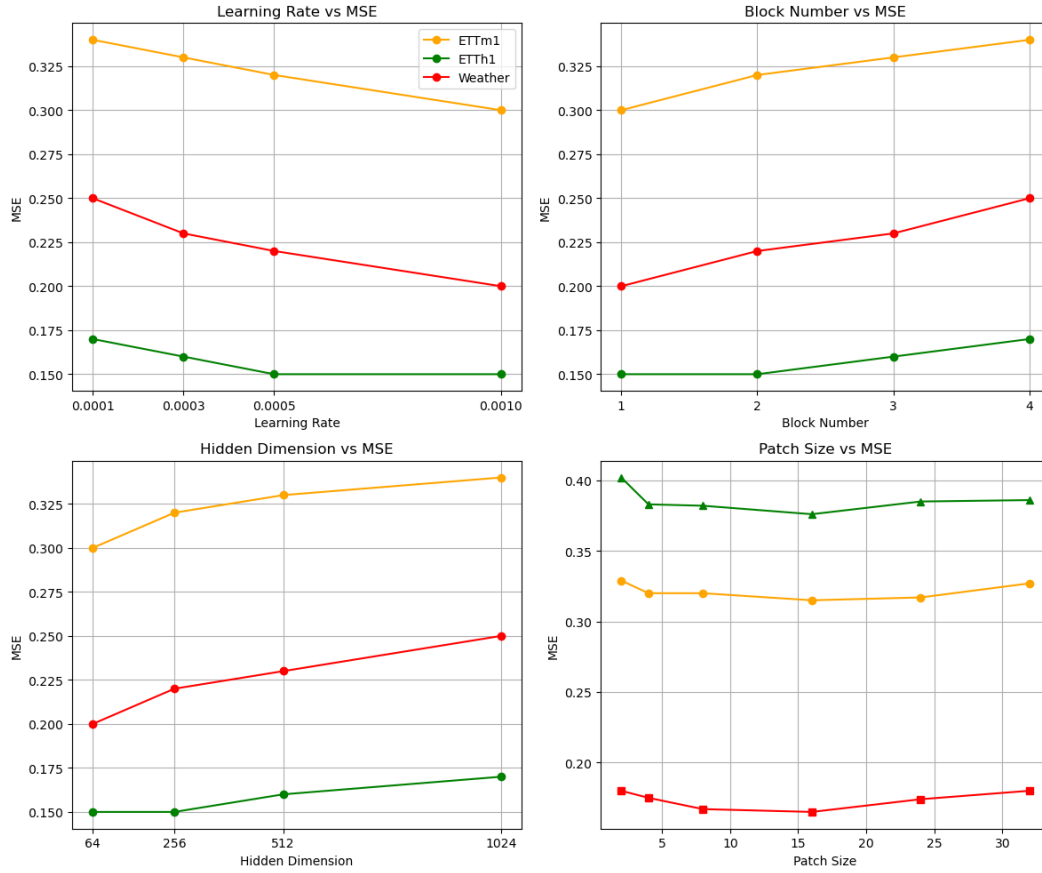 Learning Rate vs MSE
MSE
0.325
0.300
0.275
0.250
0.225
0.200
0.175
0.150
ETTm1
ETTh1
Weather
0.0001 0.0003 0.0005 0.0010
Learning Rate
Block Number vs MSE
MSE
0.325
0.300
0.275
0.250
0.225
0.200
0.175
0.150
1 2 3 4
Block Number
Hidden Dimension vs MSE
MSE
0.325
0.300
0.275
0.250
0.225
0.200
0.175
0.150
64 256 512 1024
Hidden Dimension
Patch Size vs MSE
MSE
0.40
0.35
0.30
0.25
0.20
5 10 15 20 25 30
Patch Size